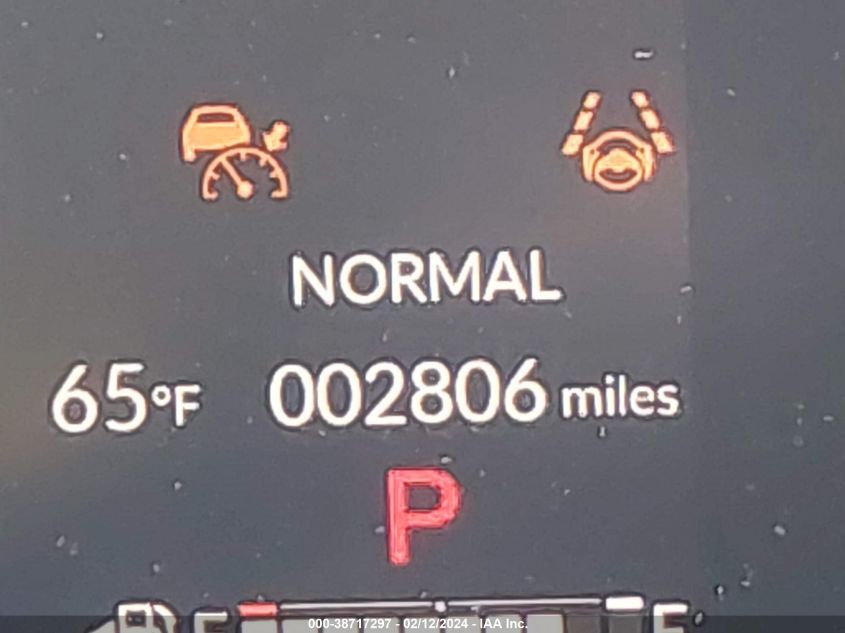 NORMAL
65°F 002806 miles
P
E F
000-38717297 - 02/12/2024 - IAA Inc.